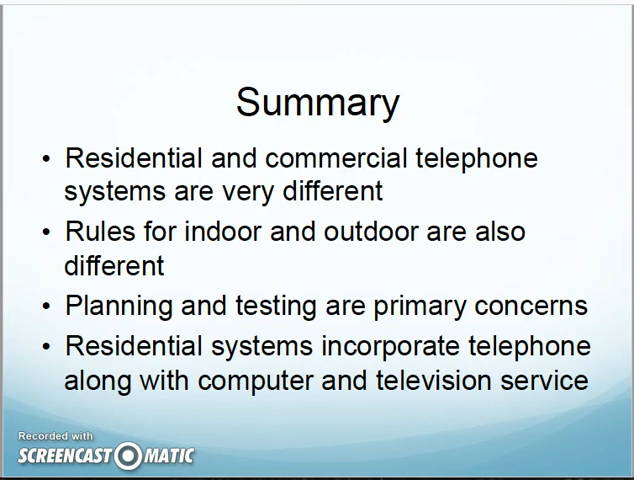 Summary
• Residential and commercial telephone
systems are very different
• Rules for indoor and outdoor are also
different
• Planning and testing are primary concerns
• Residential systems incorporate telephone
along with computer and television service
Recorded with
SCREENCAST MATIC